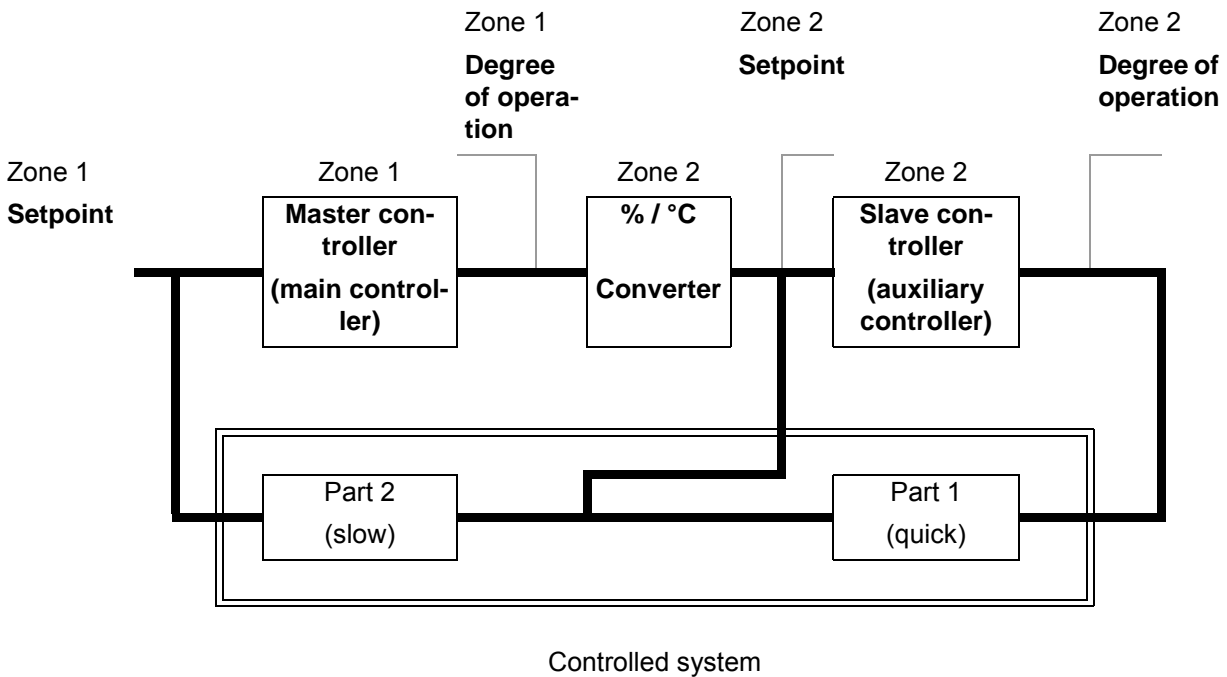 Zone 1
Degree
of opera-
tion
Zone 2
Setpoint
Zone 2
Degree of
operation
Zone 1
Setpoint
Zone 1
Master con-
troller
(main control-
ler)
Zone 2
% / °C
Converter
Zone 2
Slave con-
troller
(auxiliary
controller)
Part 2
(slow)
Part 1
(quick)
Controlled system